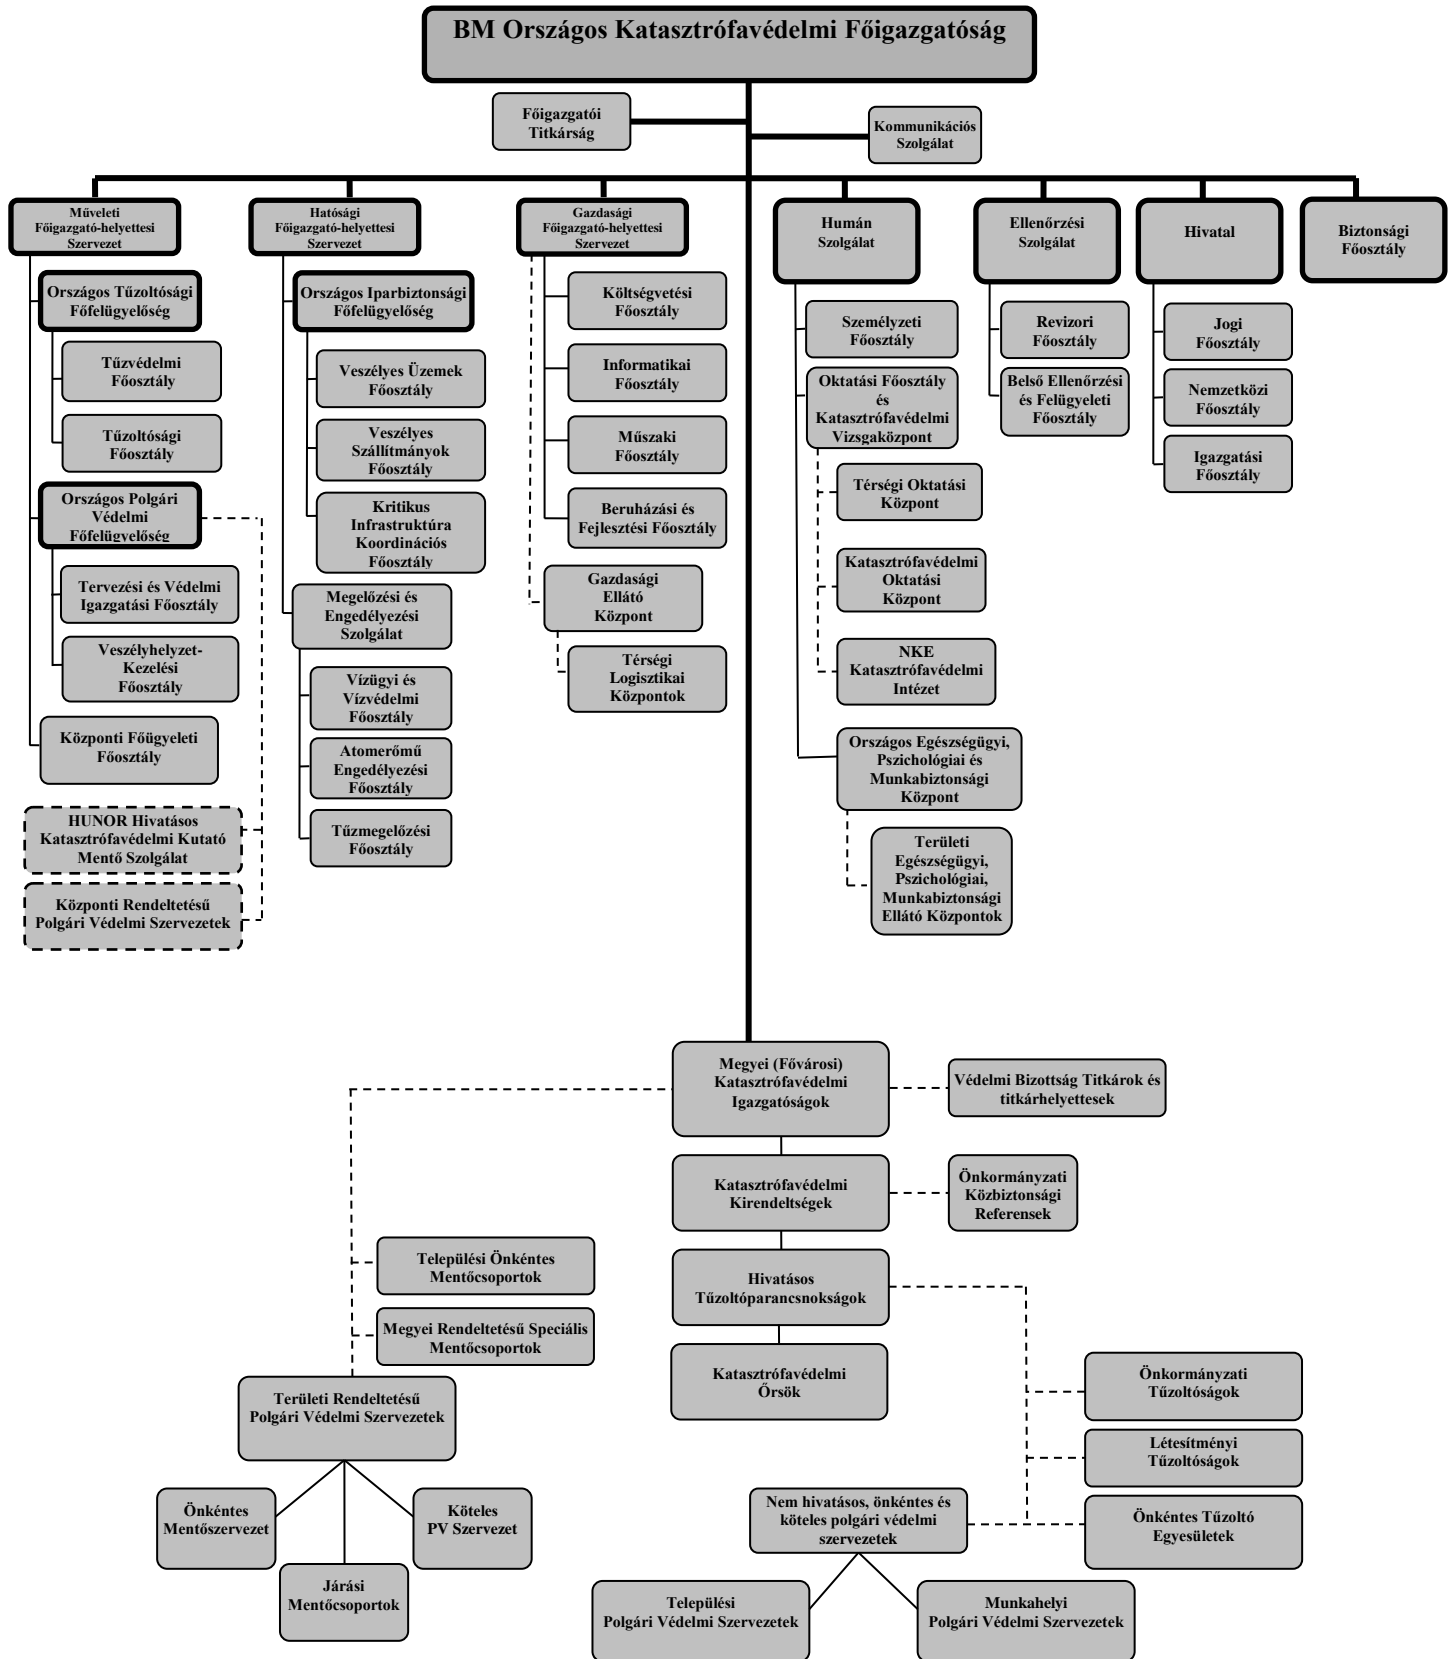 BM Országos Katasztrófavédelmi Főigazgatóság
Főigazgatói
Titkárság
Kommunikációs
Szolgálat
Műveleti
Főigazgató-helyettesi
Szervezet
Hatósági
Főigazgató-helyettesi
Szervezet
Gazdasági
Főigazgató-helyettesi
Szervezet
Humán
Szolgálat
Ellenőrzési
Szolgálat
Hivatal
Biztonsági
Főosztály
Országos Tűzoltósági
Főfelügyelőség
Tűzvédelmi
Főosztály
Tűzoltósági
Főosztály
Országos Polgári
Védelmi
Főfelügyelőség
Tervezési és Védelmi
Igazgatási Főosztály
Veszélyhelyzet-
Kezelési
Főosztály
Központi Főügyeleti
Főosztály
HUNOR Hivatásos
Katasztrófavédelmi Kutató
Mentő Szolgálat
Központi Rendeltetésű
Polgári Védelmi Szervezetek
Országos Iparbiztonsági
Főfelügyelőség
Veszélyes Üzemek
Főosztály
Veszélyes
Szállítmányok
Főosztály
Kritikus
Infrastruktúra
Koordinációs
Főosztály
Megelőzési és
Engedélyezési
Szolgálat
Vízügyi és
Vízvédelmi
Főosztály
Atomerőmű
Engedélyezési
Főosztály
Tűzmegelőzési
Főosztály
Költségvetési
Főosztály
Informatikai
Főosztály
Műszaki
Főosztály
Beruházási és
Fejlesztési Főosztály
Gazdasági
Ellátó
Központ
Térségi
Logisztikai
Központok
Személyzeti
Főosztály
Oktatási Főosztály
és
Katasztrófavédelmi
Vizsgaközpont
Térségi Oktatási
Központ
Katasztrófavédelmi
Oktatási
Központ
NKE
Katasztrófavédelmi
Intézet
Országos Egészségügyi,
Pszichológiai és
Munkabiztonsági
Központ
Területi
Egészségügyi,
Pszichológiai,
Munkabiztonsági
Ellátó Központok
Revizori
Főosztály
Belső Ellenőrzési
és Felügyeleti
Főosztály
Jogi
Főosztály
Nemzetközi
Főosztály
Igazgatási
Főosztály
Megyei (Fővárosi)
Katasztrófavédelmi
Igazgatóságok
Védelmi Bizottság Titkárok és
titkárhelyettesek
Katasztrófavédelmi
Kirendeltségek
Önkormányzati
Közbiztonsági
Referensek
Települési Önkéntes
Mentőcsoportok
Hivatásos
Tűzoltóparancsnokságok
Megyei Rendeltetésű Speciális
Mentőcsoportok
Katasztrófavédelmi
Őrsök
Területi Rendeltetésű
Polgári Védelmi Szervezetek
Önkormányzati
Tűzoltóságok
Létesítményi
Tűzoltóságok
Önkéntes Tűzoltó
Egyesületek
Önkéntes
Mentőszervezet
Köteles
PV Szervezet
Járási
Mentőcsoportok
Nem hivatásos, önkéntes és
köteles polgári védelmi
szervezetek
Települési
Polgári Védelmi Szervezetek
Munkahelyi
Polgári Védelmi Szervezetek